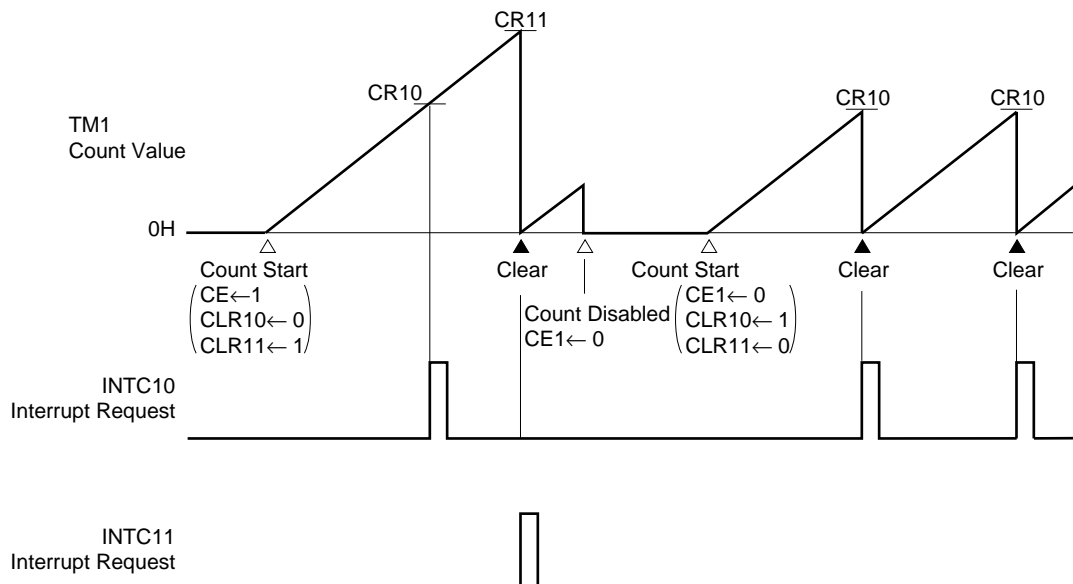 CR11
CR10
CR10
CR10
TM1
Count Value
0H
Count Start
CE←1
CLR10← 0
CLR11← 1
Clear
Count Disabled
CE1← 0
Count Start
CE1← 0
CLR10← 1
CLR11← 0
Clear
Clear
INTC10
Interrupt Request
INTC11
Interrupt Request